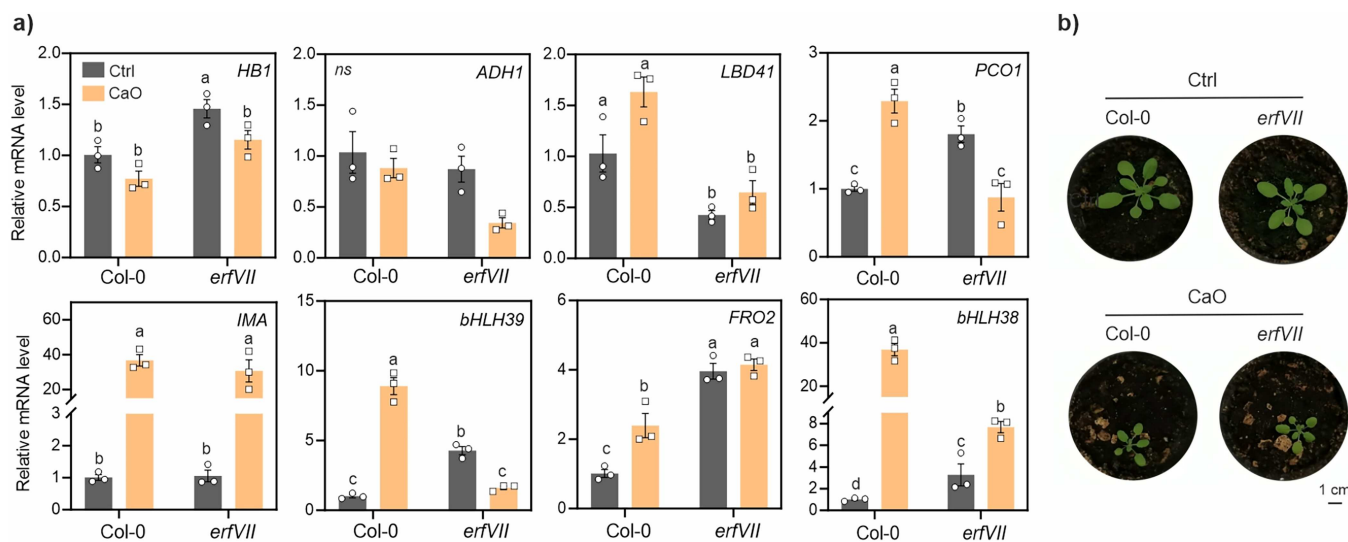 a)
Relative mRNA level
2.0
1.5
1.0
0.5
0.0
Ctrl
CaO
HB1
b
b
a
b
Col-0
erfVII
2.0
1.5
1.0
0.5
0.0
ns
ADH1
Col-0
erfVII
2.0
1.5
1.0
0.5
0.0
LBD41
a
a
b
b
Col-0
erfVII
3
2
1
0
PCO1
c
a
b
c
Col-0
erfVII
Relative mRNA level
60
40
20
3
2
1
0
IMA
b
a
b
a
Col-0
erfVII
15
10
5
0
bHLH39
c
a
b
c
Col-0
erfVII
6
4
2
0
FRO2
c
b
a
a
Col-0
erfVII
60
40
20
8
6
4
2
0
bHLH38
d
a
c
b
Col-0
erfVII
b)
Ctrl
Col-0 erfVII
CaO
Col-0 erfVII
1 cm